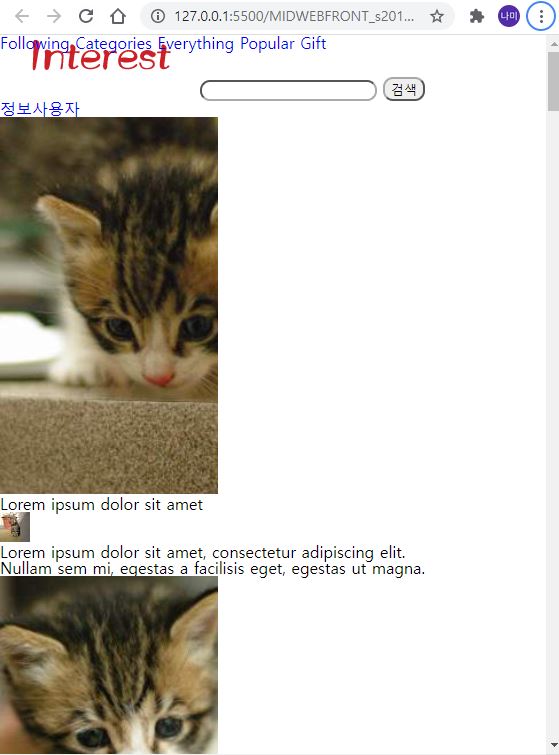 127.0.0.1:5500/MIDWEBFRONT_s201...
나미
Following Categories Everything Popular Gift
Interest
검색
정보사용자
Lorem ipsum dolor sit amet
Lorem ipsum dolor sit amet, consectetur adipiscing elit.
Nullam sem mi, egestas a facilisis eget, egestas ut magna.